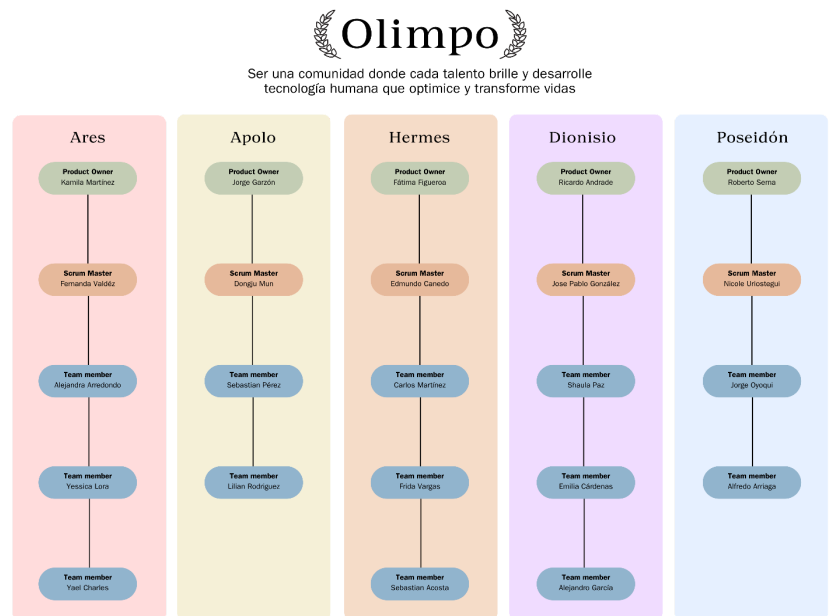 Olimpo
Ser una comunidad donde cada talento brille y desarrolle
tecnología humana que optimice y transforme vidas
Ares
Product Owner
Kamila Martínez
Scrum Master
Fernanda Valdéz
Team member
Alejandra Arredondo
Team member
Yessica Lora
Team member
Yael Charles
Apolo
Product Owner
Jorge Garzón
Scrum Master
Dongju Mun
Team member
Sebastian Pérez
Team member
Lilian Rodriguez
Hermes
Product Owner
Fátima Figueroa
Scrum Master
Edmundo Canedo
Team member
Carlos Martínez
Team member
Frida Vargas
Team member
Sebastian Acosta
Dionisio
Product Owner
Ricardo Andrade
Scrum Master
Jose Pablo González
Team member
Shaula Paz
Team member
Emilia Cárdenas
Team member
Alejandro García
Poseidón
Product Owner
Roberto Serna
Scrum Master
Nicole Uriostegui
Team member
Jorge Oyoqui
Team member
Alfredo Arriaga